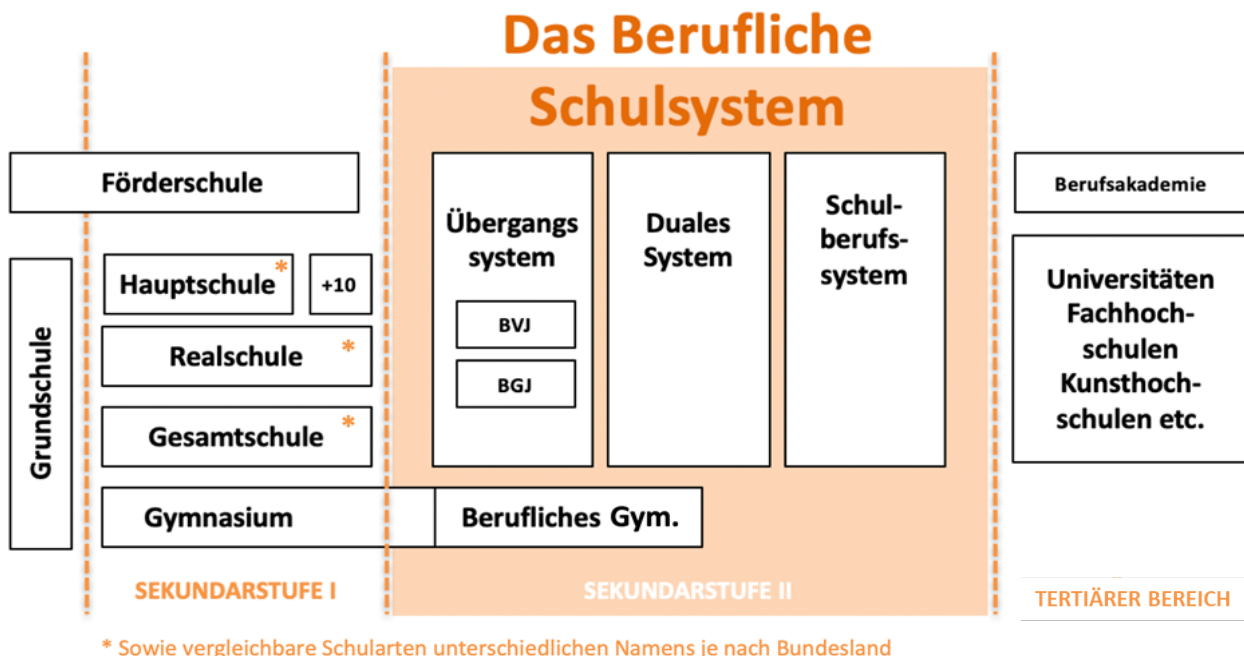 Das Berufliche
Schulsystem
Förderschule
Grundschule
Hauptschule *
+10
Realschule *
Gesamtschule *
Gymnasium
Übergangs
system
BVJ
BGJ
Duales
System
Schul-
berufs-
system
Berufliches Gym.
Berufsakademie
Universitäten
Fachhoch-
schulen
Kunsthoch-
schulen etc.
SEKUNDARSTUFE I
SEKUNDARSTUFE II
TERTIÄRER BEREICH
* Sowie vergleichbare Schularten unterschiedlichen Namens je nach Bundesland